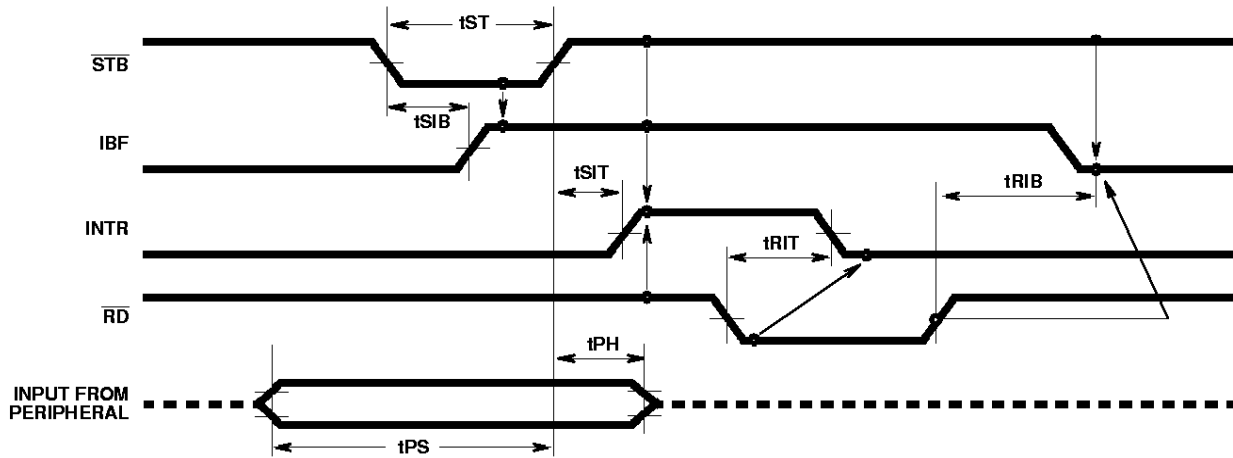 tST
STB
tSIB
IBF
tSIT
tRIB
INTR
tRIT
RD
tPH
INPUT FROM
PERIPHERAL
tPS